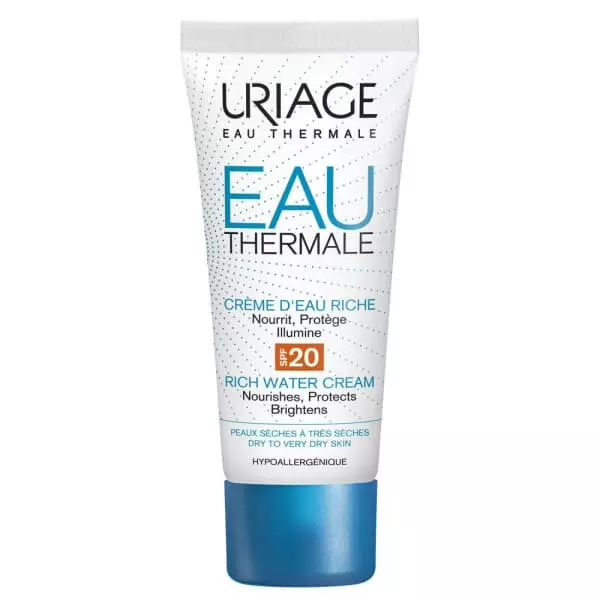 URIAGE
EAU THERMALE
EAU
THERMALE
CRÈME D'EAU RICHE
Nourrit, Protège
Illumine
SPF 20
RICH WATER CREAM
Nourishes, Protects
Brightens
PEAUX SÈCHES À TRÈS SÈCHES
DRY TO VERY DRY SKIN
HYPOALLERGÉNIQUE